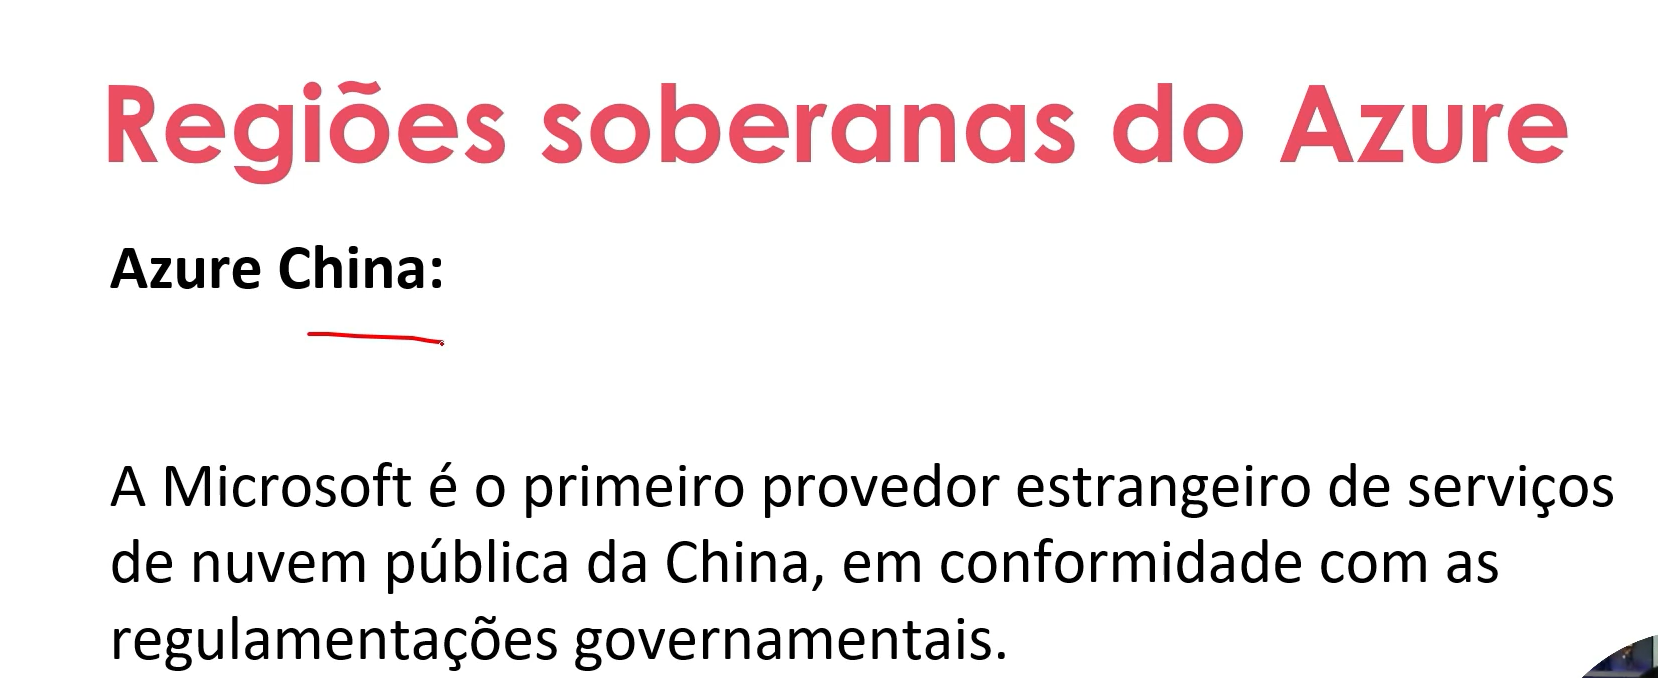 Regiões soberanas do Azure
Azure China:
A Microsoft é o primeiro provedor estrangeiro de serviços
de nuvem pública da China, em conformidade com as
regulamentações governamentais.